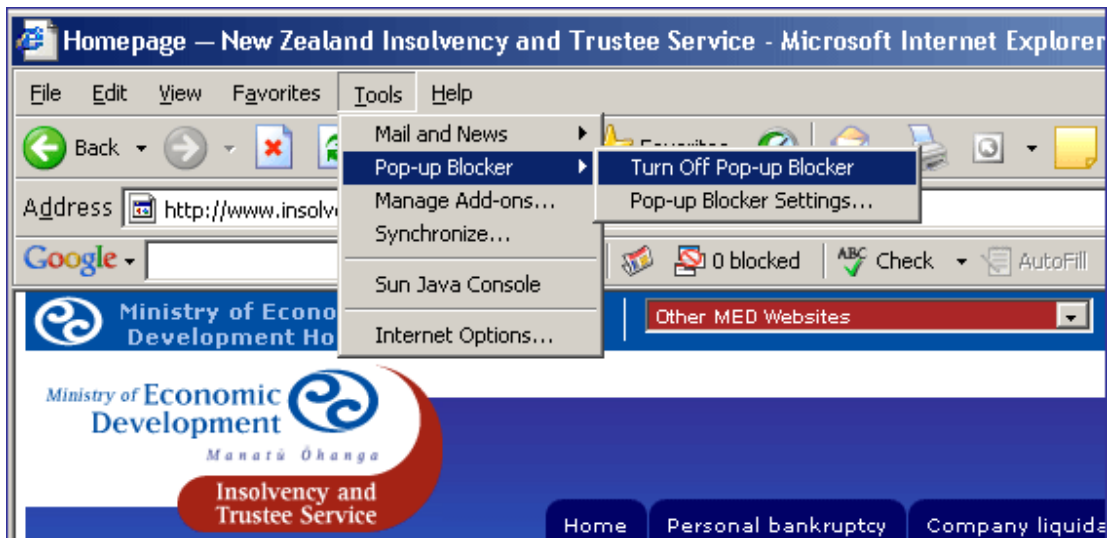 Homepage — New Zealand Insolvency and Trustee Service - Microsoft Internet Explorer
File Edit View Favorites Tools Help
Back
Mail and News
Pop-up Blocker
Manage Add-ons...
Synchronize...
Sun Java Console
Internet Options...
Turn Off Pop-up Blocker
Pop-up Blocker Settings...
Address http://www.insolv
Google 0 blocked ABC Check AutoFill
Ministry of Econo
Development Ho
Other MED Websites
Ministry of Economic
Development
Manatū Ōhanga
Insolvency and
Trustee Service
Home Personal bankruptcy Company liquida